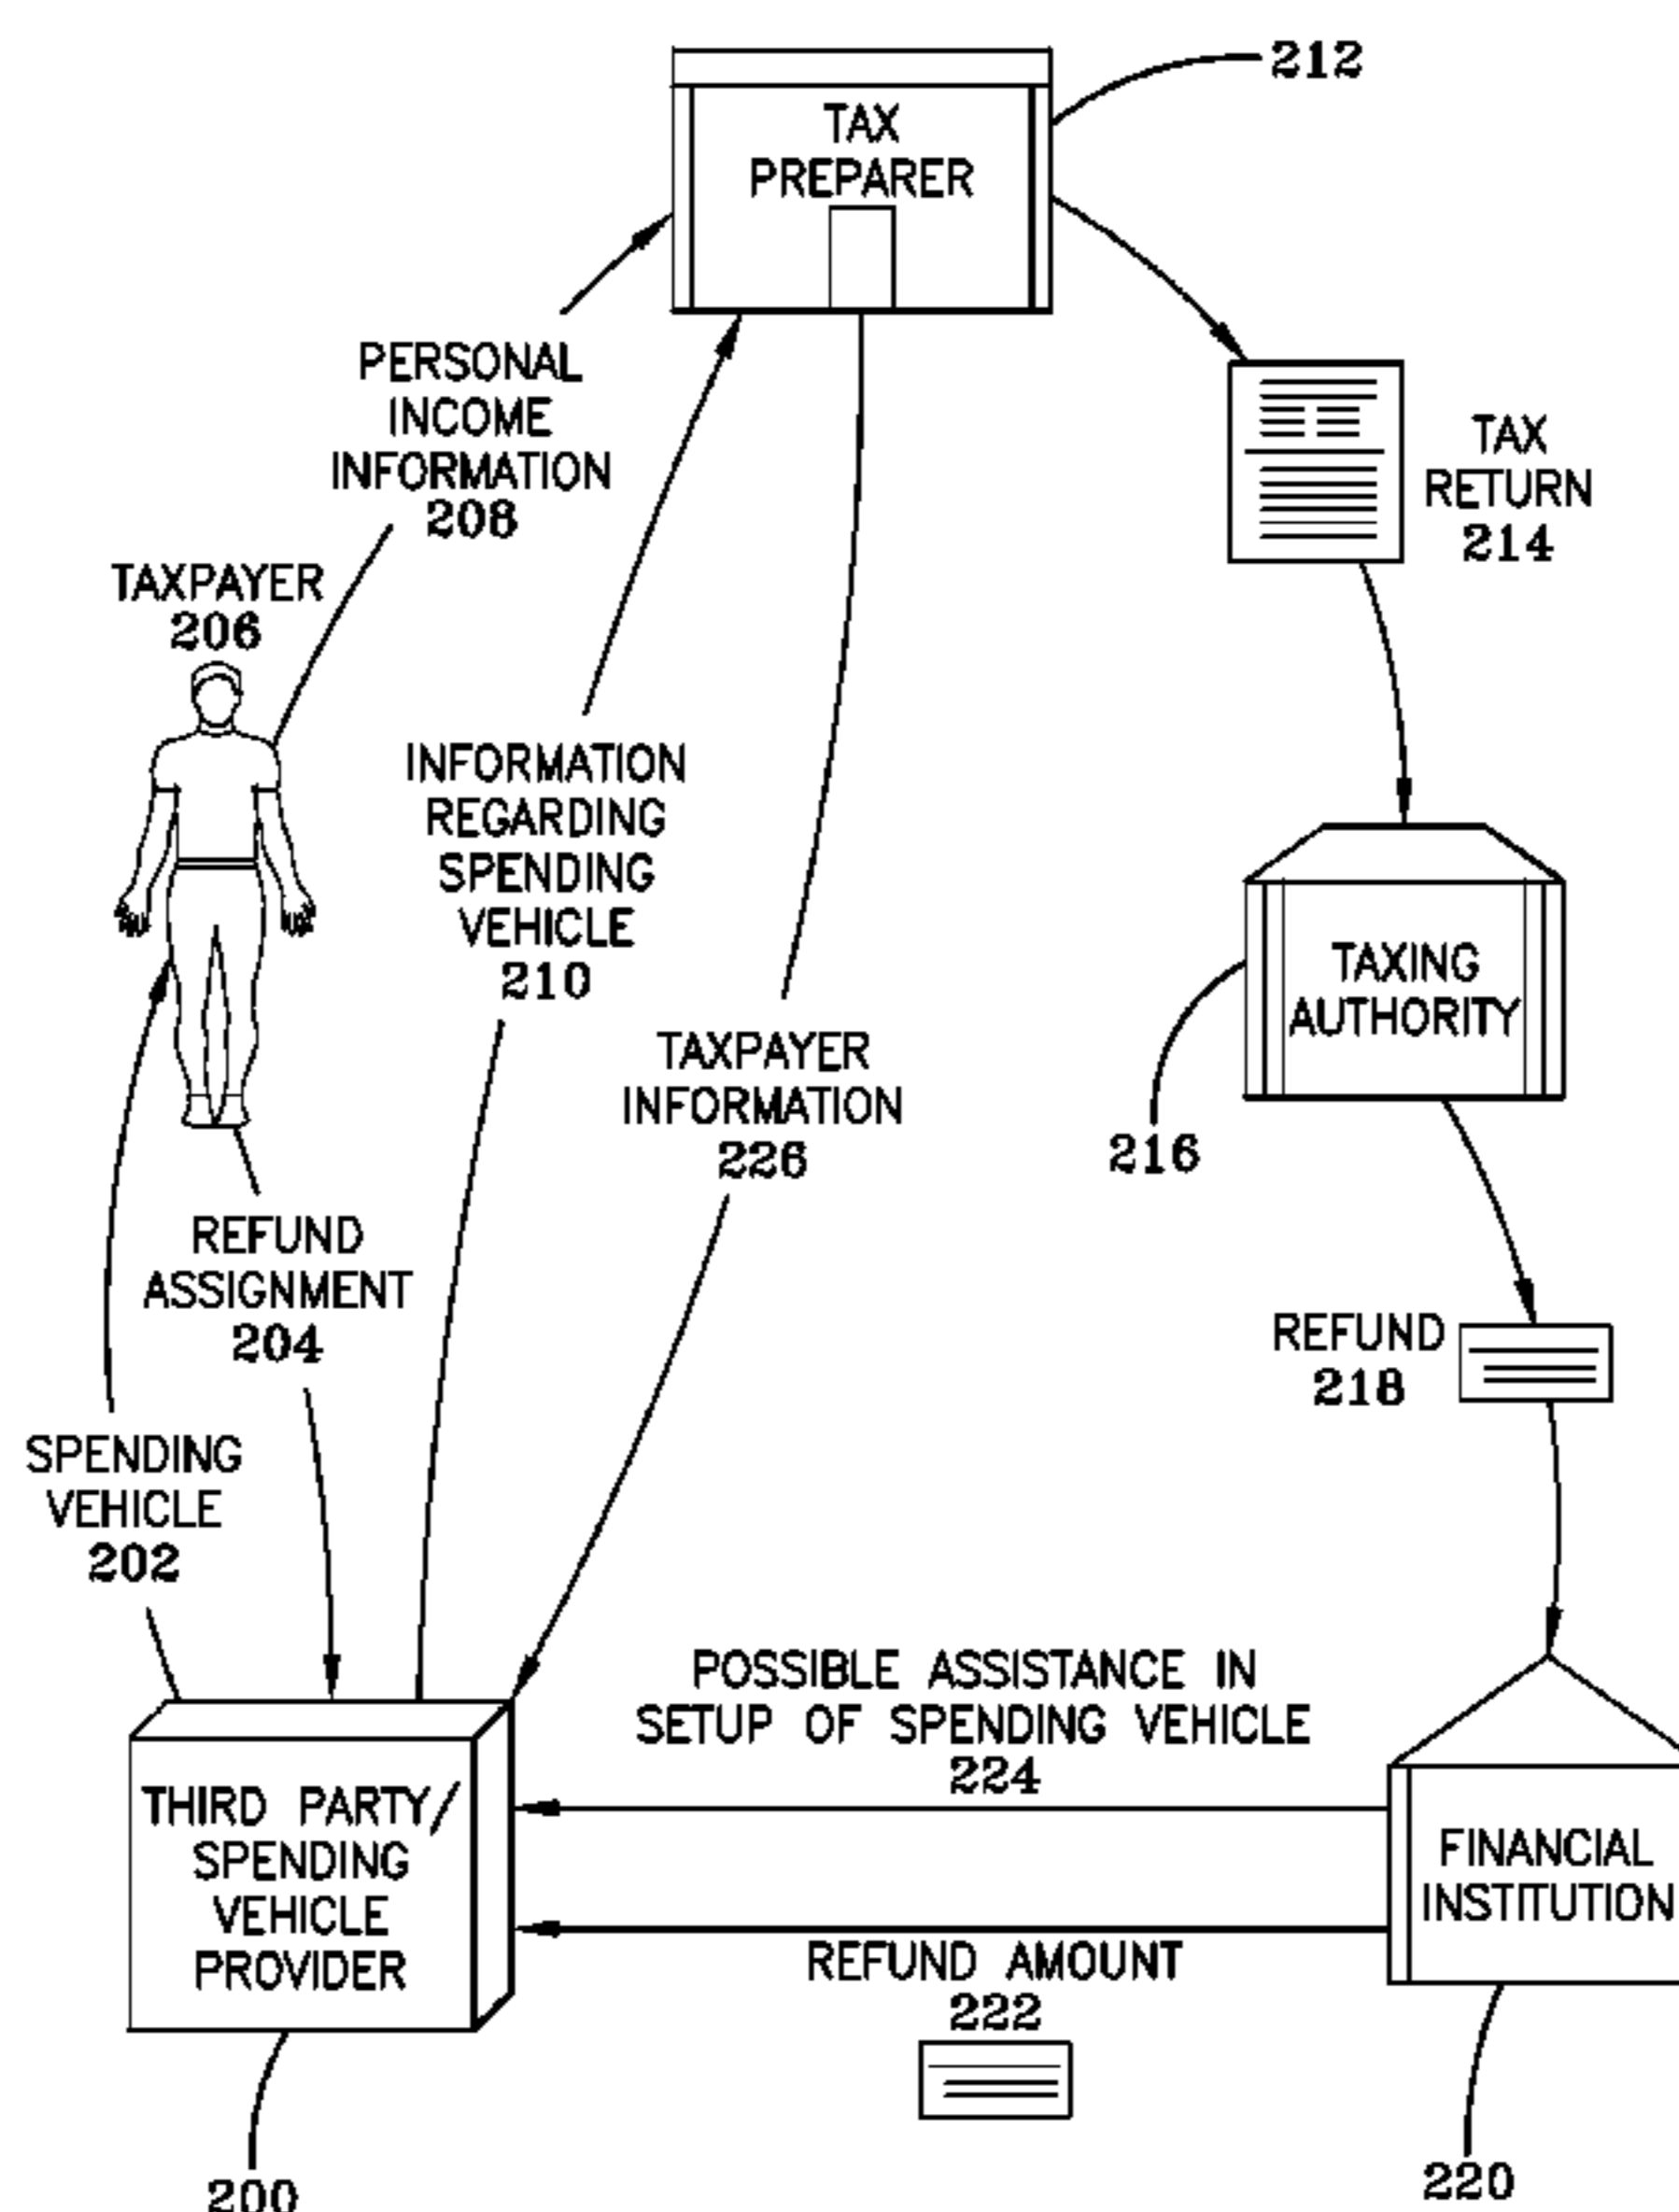 212
TAX
PREPARER
PERSONAL
INCOME
INFORMATION
208
TAX
RETURN
214
TAXPAYER
206
INFORMATION
REGARDING
SPENDING
VEHICLE
210
TAXING
AUTHORITY
216
TAXPAYER
INFORMATION
226
REFUND
ASSIGNMENT
204
REFUND
218
SPENDING
VEHICLE
202
POSSIBLE ASSISTANCE IN
SETUP OF SPENDING VEHICLE
224
THIRD PARTY/
SPENDING
VEHICLE
PROVIDER
FINANCIAL
INSTITUTION
REFUND AMOUNT
222
200
220